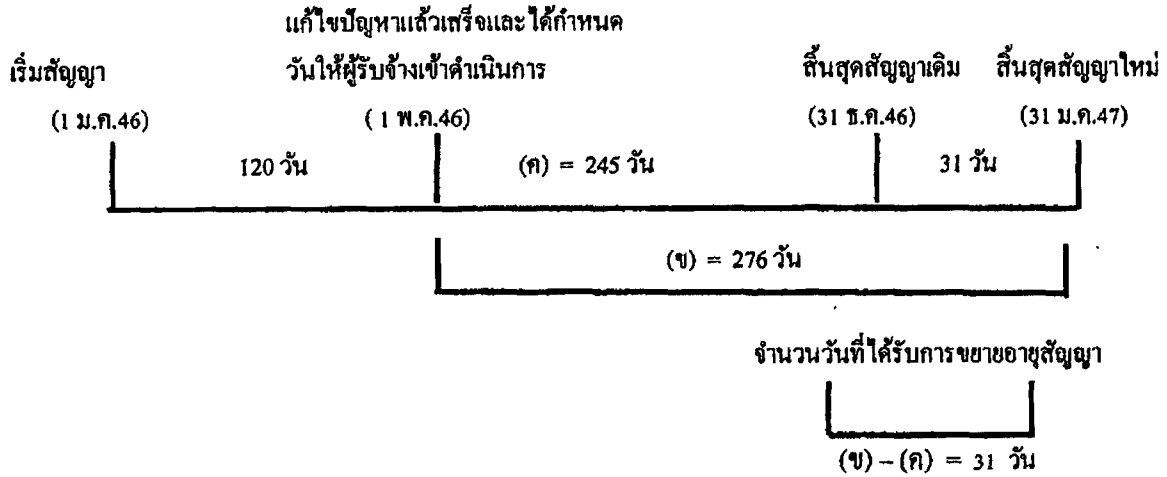 แก้ไขปัญหาแล้วเสร็จและได้กำหนด
เริ่มสัญญา วันให้ผู้รับจ้างเข้าดำเนินการ สิ้นสุดสัญญาเดิม สิ้นสุดสัญญาใหม่
(1 ม.ค.46) ( 1 พ.ค.46) (31 ธ.ค.46) (31 ม.ค.47)
120 วัน (ค) = 245 วัน 31 วัน
(ข) = 276 วัน
จำนวนวันที่ได้รับการขยายอายุสัญญา
(ข) – (ค) = 31 วัน